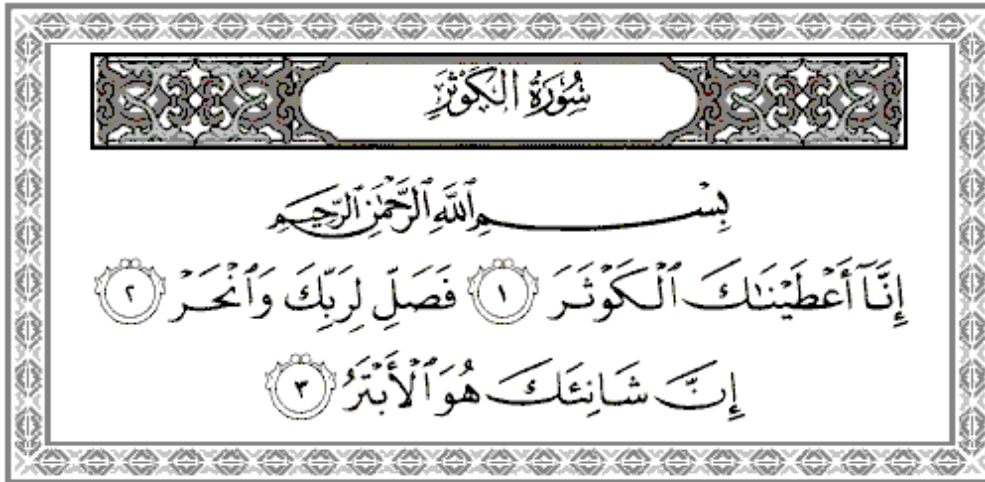 سُورَةُ الكَوْثَرِ
بِسْمِ ٱللَّهِ ٱلرَّحْمَٰنِ ٱلرَّحِيمِ
إِنَّآ أَعْطَيْنَٰكَ ٱلْكَوْثَرَ ١ فَصَلِّ لِرَبِّكَ وَٱنْحَرْ ٢
إِنَّ شَانِئَكَ هُوَ ٱلْأَبْتَرُ ٣